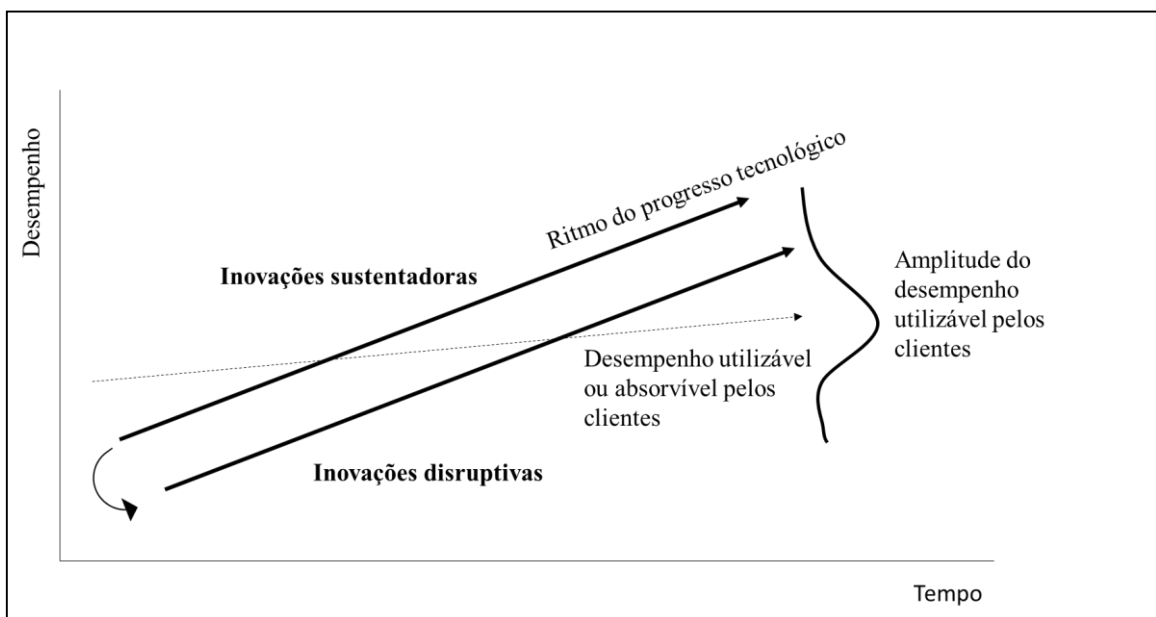 Desempenho
Ritmo do progresso tecnológico
Inovações sustentadoras
Amplitude do
desempenho
utilizável pelos
clientes
Desempenho utilizável
ou absorvível pelos
clientes
Inovações disruptivas
Tempo